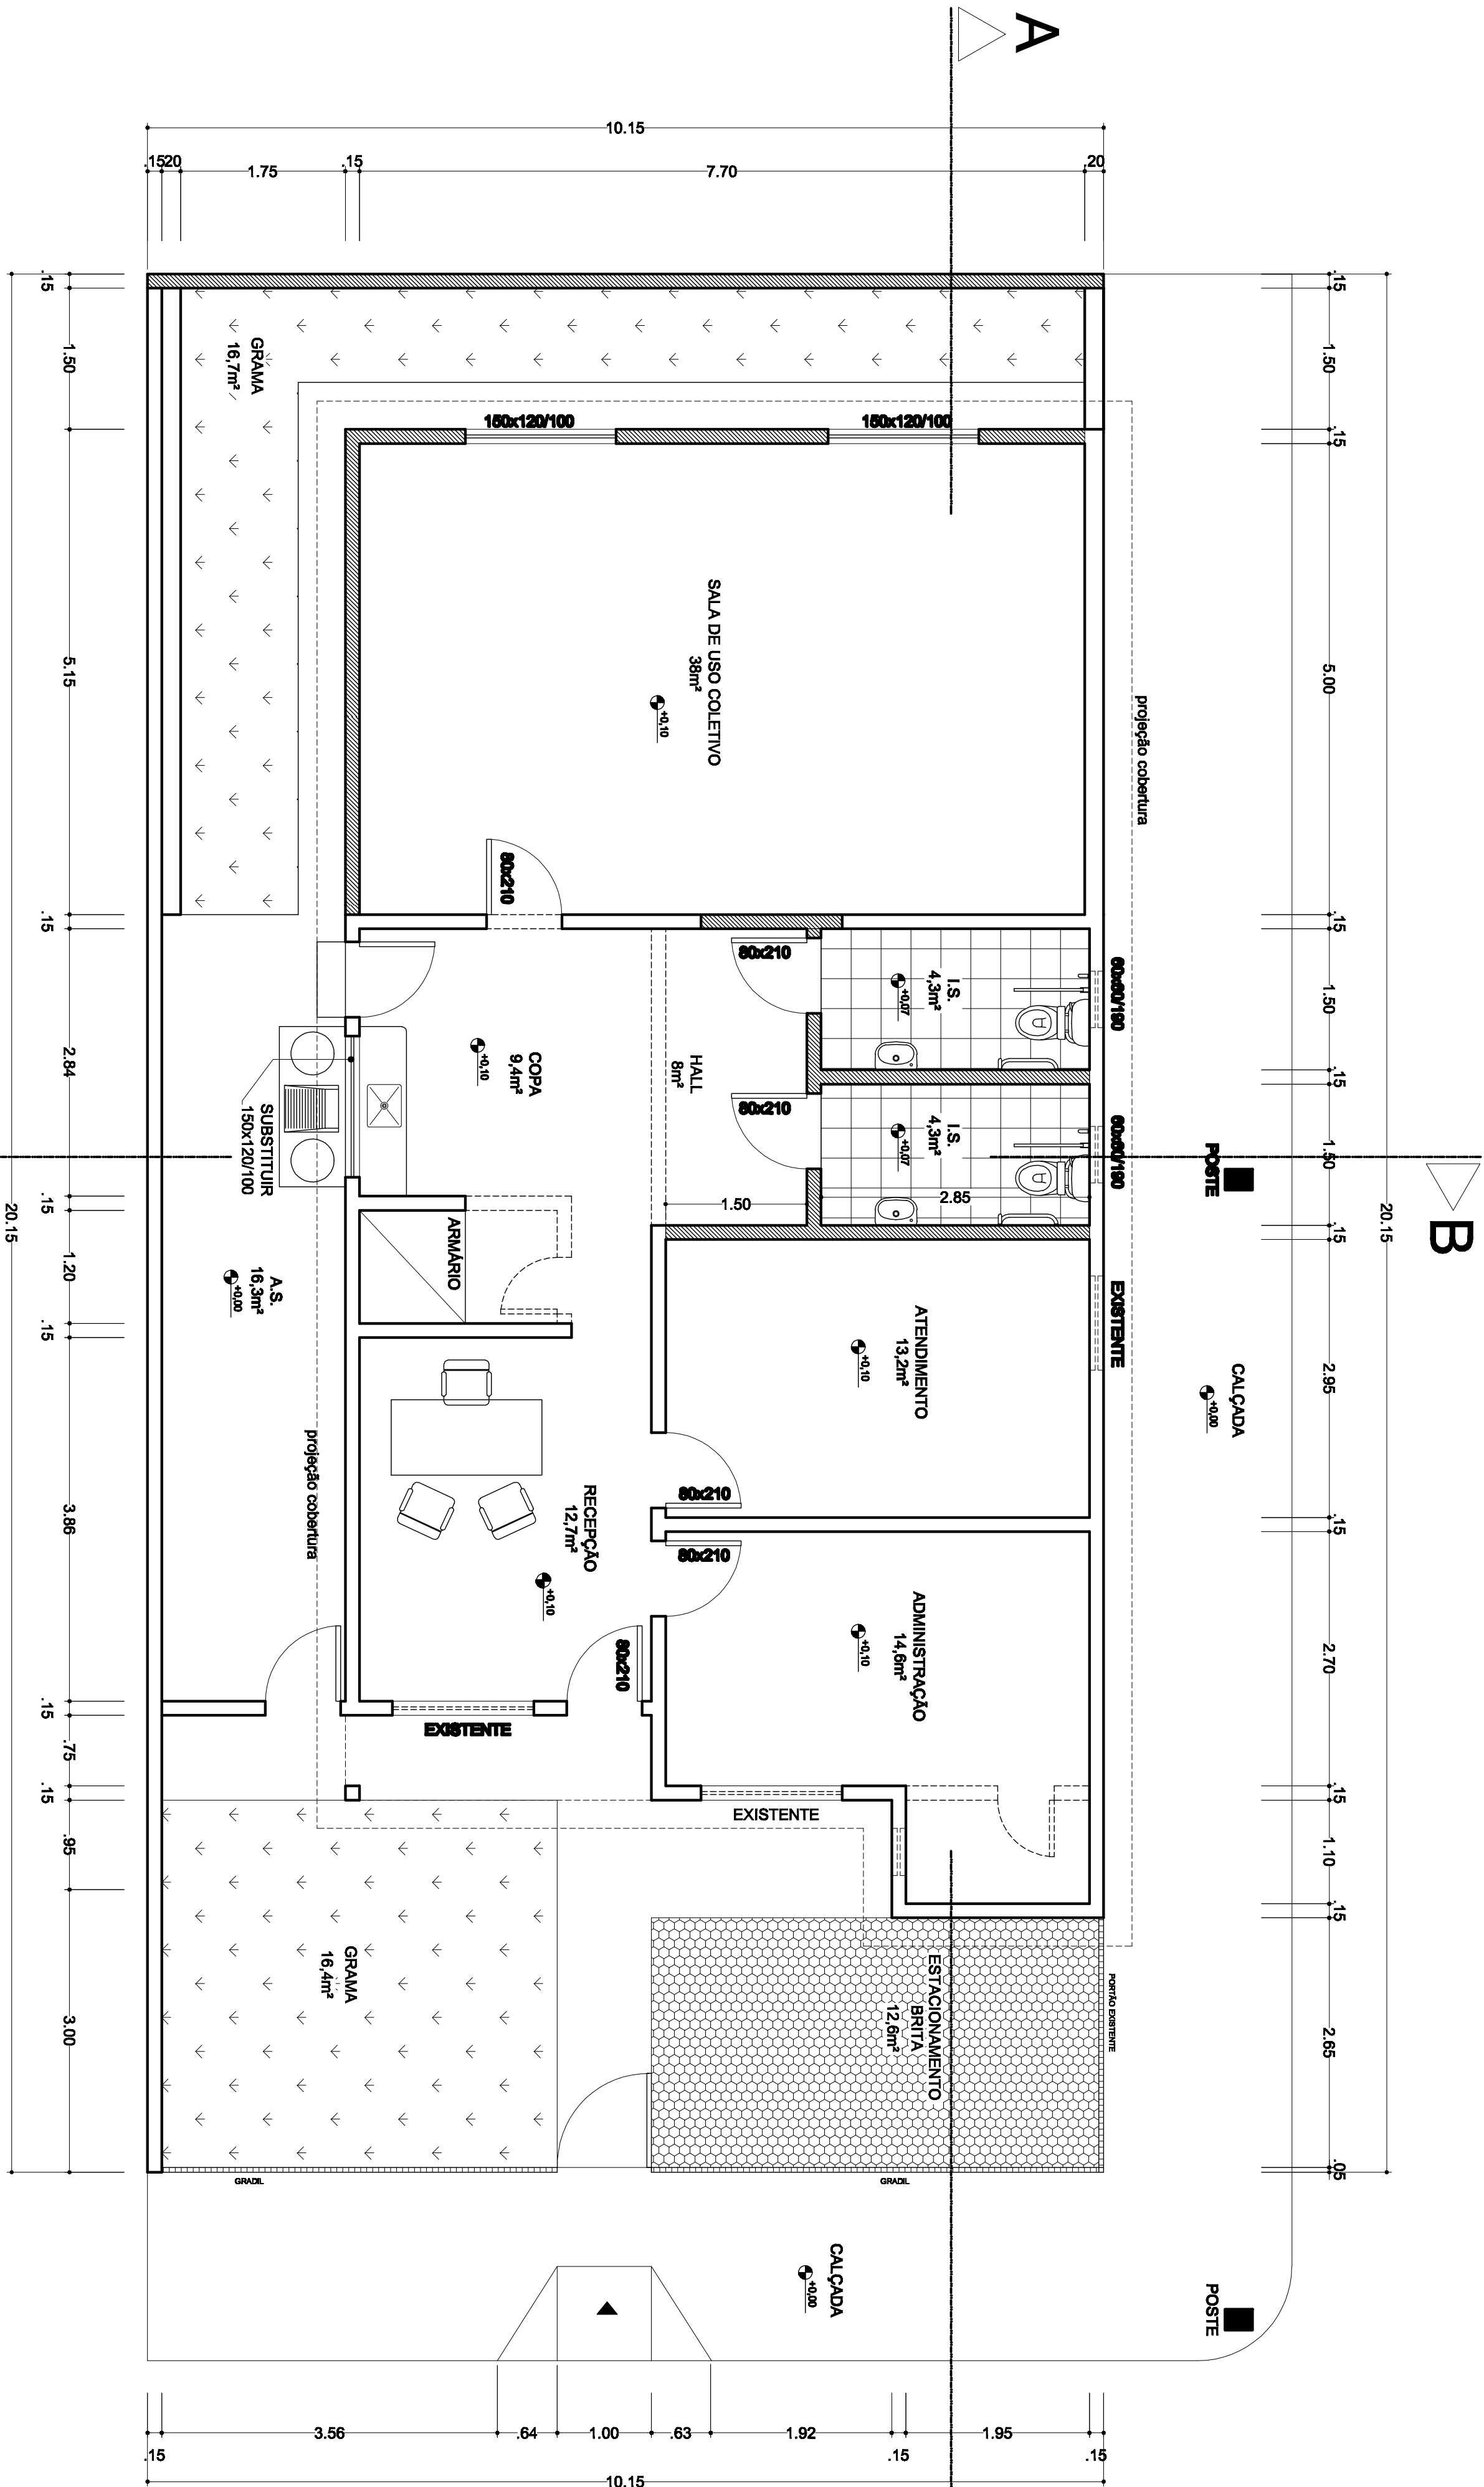 A
10.15
.15
20
1.75
.15
7.70
.20
.15
1.50
.15
5.00
.15
1.50
.15
1.50
.15
2.95
.15
2.70
.15
1.10
.15
2.65
.05
20.15
B
POSTE
CALÇADA
+0,00
POSTE
projeção cobertura
PORTÃO EXISTENTE
GRAMA
16,7m²
150x120/100
150x120/100
SALA DE USO COLETIVO
38m²
+0,10
80x210
60x60/190
60x60/190
EXISTENTE
I.S.
4,3m²
+0,07
I.S.
4,3m²
+0,07
80x210
80x210
2.85
1.50
HALL
8m²
COPA
9,4m²
+0,10
SUBSTITUIR
150x120/100
ARMÁRIO
A.S.
16,3m²
+0,00
ATENDIMENTO
13,2m²
+0,10
80x210
80x210
ADMINISTRAÇÃO
14,6m²
+0,10
RECEPÇÃO
12,7m²
+0,10
80x210
EXISTENTE
EXISTENTE
projeção cobertura
ESTACIONAMENTO
BRITA
12,6m²
GRAMA
16,4m²
GRADIL
GRADIL
CALÇADA
+0,00
.15
1.50
5.15
.15
2.84
.15
1.20
.15
3.86
.15
.75
.15
.95
3.00
20.15
.15
3.56
.64
1.00
.63
1.92
.15
1.95
.15
10.15